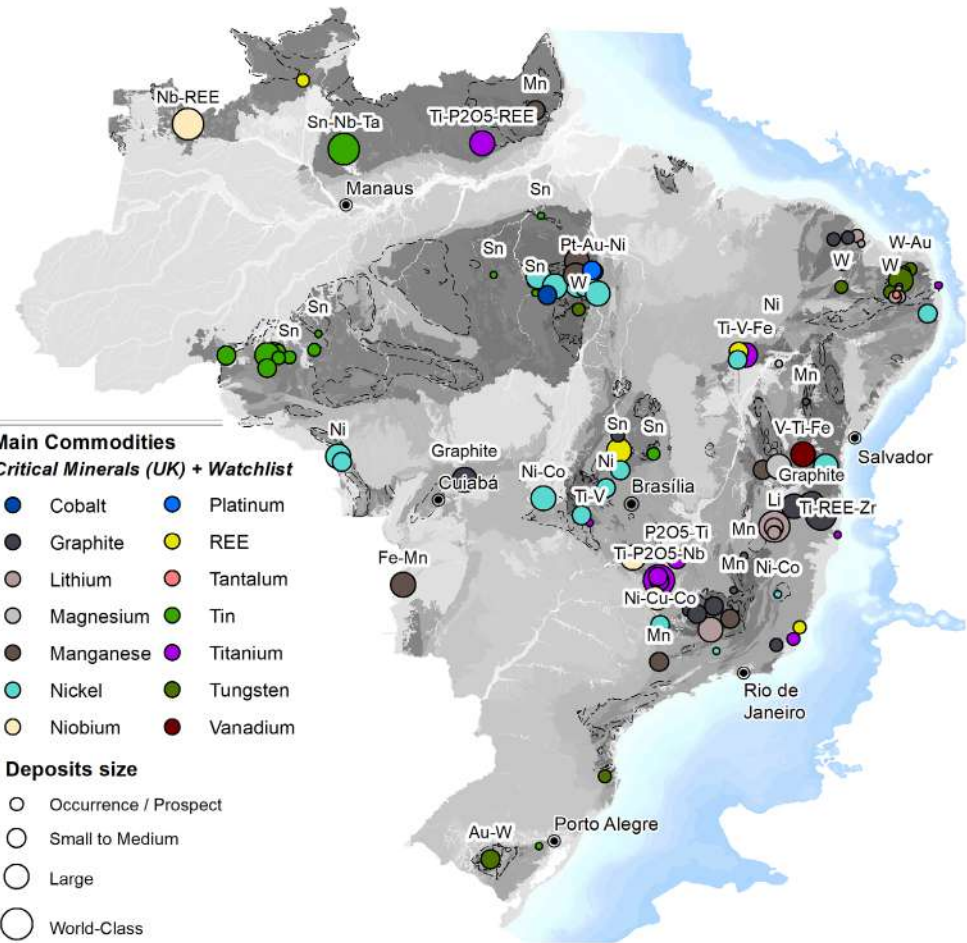 Mn
Nb-REE
Ti-P2O5-REE
Sn-Nb-Ta
Manaus
Sn
W-Au
Sn
Pt-Au-Ni
Sn
W
W
W
Ni
Sn
Ti-V-Fe
Sn
Mn
Main Commodities
Critical Minerals (UK) + Watchlist
Cobalt
Platinum
Graphite
REE
Lithium
Tantalum
Magnesium
Tin
Manganese
Titanium
Nickel
Tungsten
Niobium
Vanadium
Deposits size
Occurrence / Prospect
Small to Medium
Large
World-Class
Ni
Sn
Sn
V-Ti-Fe
Salvador
Graphite
Ni
Ni-Co
Graphite
Cuiabá
Brasília
Ti-V
Li
Ti-REE-Zr
Mn
P2O5-Ti
Ti-P2O5-Nb
Fe-Mn
Mn
Ni-Co
Ni-Cu-Co
Mn
Rio de
Janeiro
Porto Alegre
Au-W